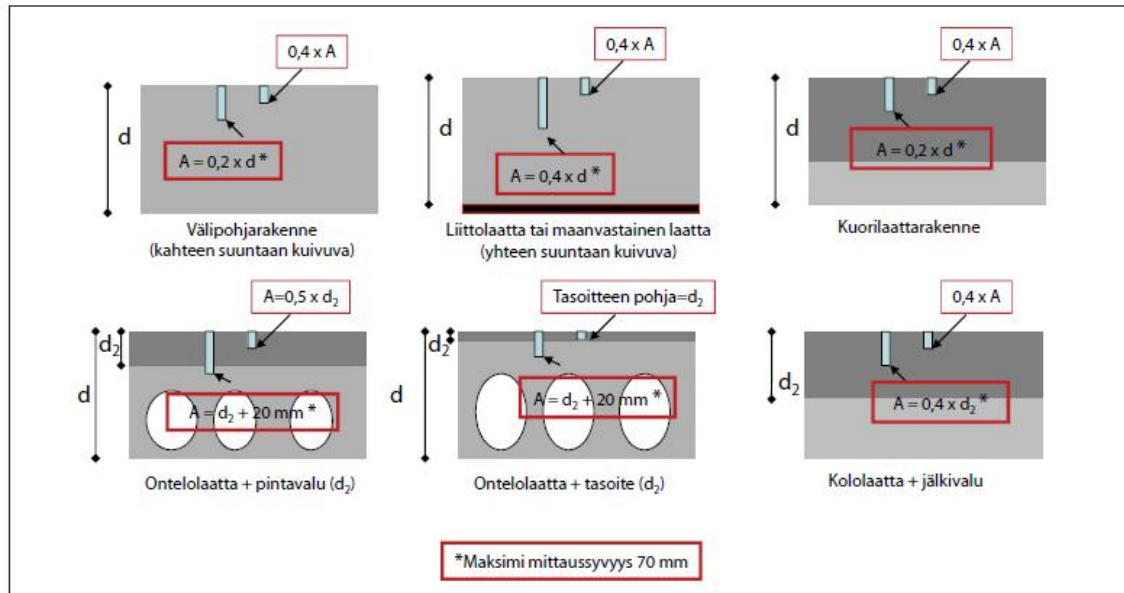 0,4 x A
d
A = 0,2 x d *
Välipohjarakenne
(kahteen suuntaan kuivuva)
0,4 x A
d
A = 0,4 x d *
Liittolaatta tai maanvastainen laatta
(yhteen suuntaan kuivuva)
0,4 x A
d
A = 0,2 x d *
Kuorilaattarakenne
A=0,5 x d₂
d₂
d
A = d₂ + 20 mm *
Ontelolaatta + pintavalu (d₂)
Tasoitteen pohja=d₂
d₂
d
A = d₂ + 20 mm *
Ontelolaatta + tasoite (d₂)
0,4 x A
d₂
A = 0,4 x d₂ *
Kololaatta + jälkivalu
*Maksimi mittaussyvyys 70 mm